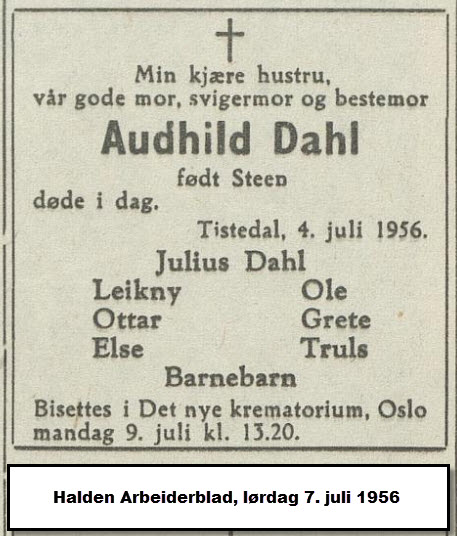 Min kjære hustru,
vår gode mor, svigermor og bestemor
Audhild Dahl
født Steen
døde i dag.
Tistedal, 4. juli 1956.
Julius Dahl
Leikny Ole
Ottar Grete
Else Truls
Barnebarn
Bisettes i Det nye krematorium, Oslo
mandag 9. juli kl. 13.20.
Halden Arbeiderblad, lørdag 7. juli 1956